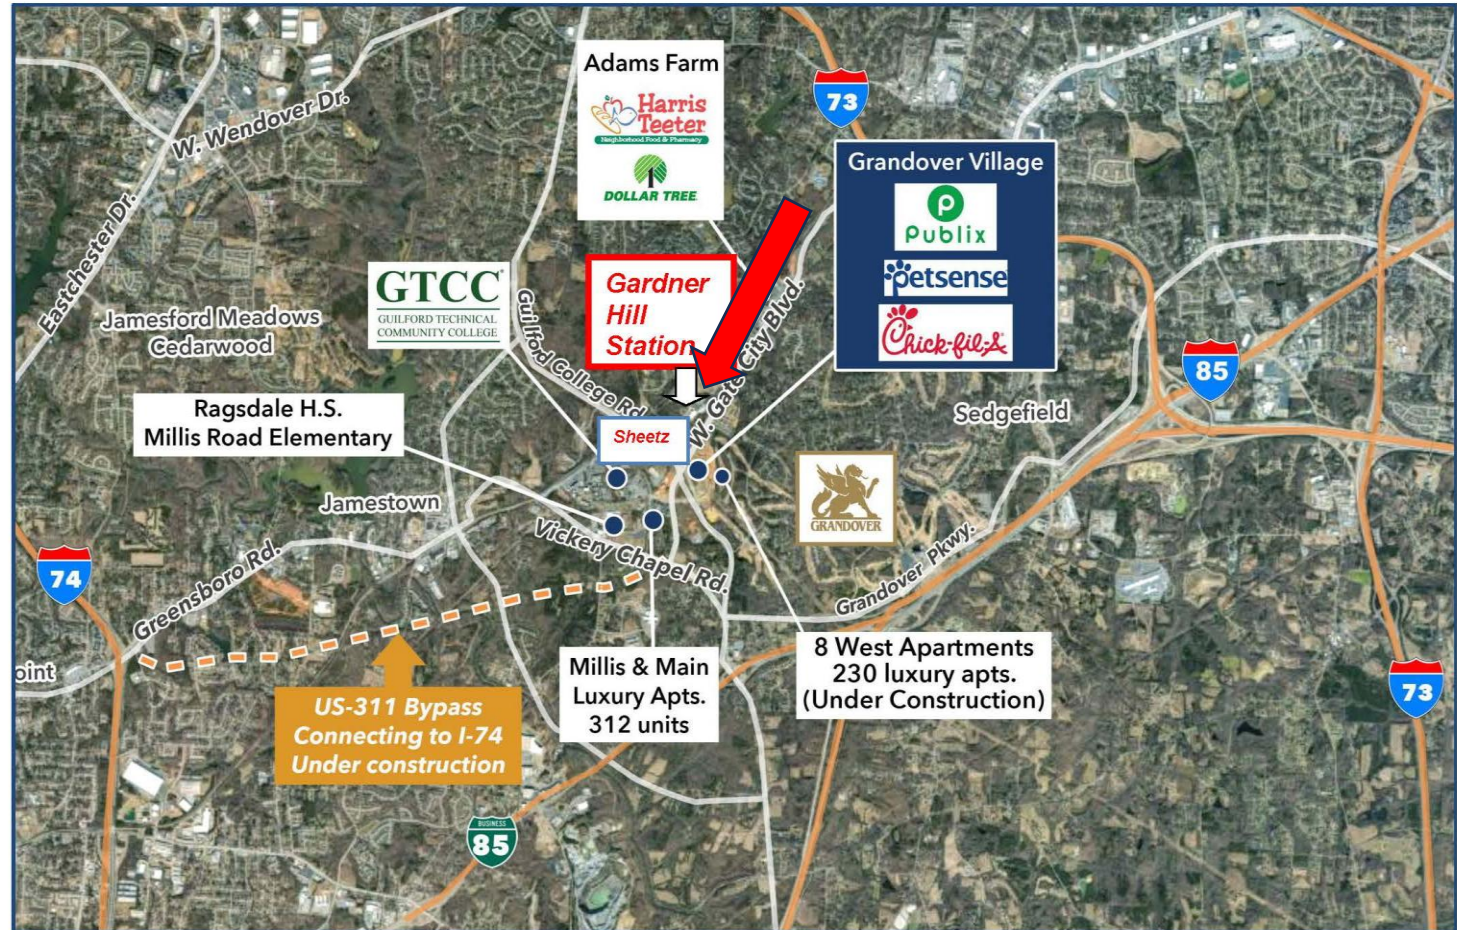 W. Wendover Dr.
Eastchester Dr.
Adams Farm
Harris
Teeter
Neighborhood Food & Pharmacy
DOLLAR TREE
73
Grandover Village
Publix
petsense
Chick-fil-A
GTCC
GUILFORD TECHNICAL
COMMUNITY COLLEGE
Guilford College Rd.
Gardner
Hill
Station
W. Gate City Blvd.
Jamesford Meadows
Cedarwood
85
Sedgefield
Ragsdale H.S.
Millis Road Elementary
Sheetz
Jamestown
GRANDOVER
Vickery Chapel Rd.
Grandover Pkwy.
74
Greensboro Rd.
oint
US-311 Bypass
Connecting to I-74
Under construction
Millis & Main
Luxury Apts.
312 units
8 West Apartments
230 luxury apts.
(Under Construction)
73
BUSINESS
85